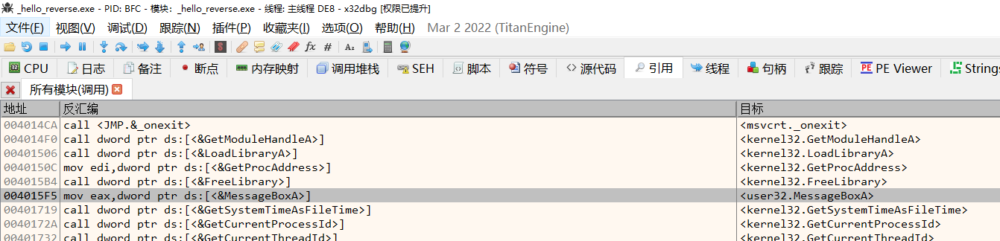 _hello_reverse.exe - PID: BFC - 模块: _hello_reverse.exe - 线程: 主线程 DE8 - x32dbg [权限已提升]
文件(F) 视图(V) 调试(D) 跟踪(N) 插件(P) 收藏夹(I) 选项(O) 帮助(H) Mar 2 2022 (TitanEngine)
CPU 日志 备注 断点 内存映射 调用堆栈 SEH 脚本 符号 源代码 引用 线程 句柄 跟踪 PE Viewer Strings
所有模块(调用)
地址 反汇编 目标
004014CA call <JMP.&_onexit> <msvcrt._onexit>
004014F0 call dword ptr ds:[<&GetModuleHandleA>] <kernel32.GetModuleHandleA>
00401506 call dword ptr ds:[<&LoadLibraryA>] <kernel32.LoadLibraryA>
0040150C mov edi,dword ptr ds:[<&GetProcAddress>] <kernel32.GetProcAddress>
004015B4 call dword ptr ds:[<&FreeLibrary>] <kernel32.FreeLibrary>
004015F5 mov eax,dword ptr ds:[<&MessageBoxA>] <user32.MessageBoxA>
00401719 call dword ptr ds:[<&GetSystemTimeAsFileTime>] <kernel32.GetSystemTimeAsFileTime>
0040172A call dword ptr ds:[<&GetCurrentProcessId>] <kernel32.GetCurrentProcessId>
00401732 call dword ptr ds:[<&GetCurrentThreadId>] <kernel32.GetCurrentThreadId>